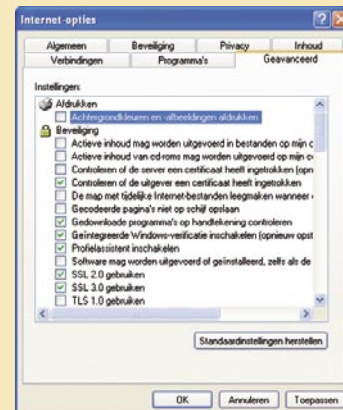 Internet-opties
Algemeen Beveiliging Privacy Inhoud
Verbindingen Programma's Geavanceerd
Instellingen:
Afdrukken
Achtergrondkleuren en -afbeeldingen afdrukken
Beveiliging
Actieve inhoud mag worden uitgevoerd in bestanden op mijn c
Actieve inhoud van cd-roms mag worden uitgevoerd op mijn c
Controleren of de server een certificaat heeft ingetrokken (opn
Controleren of de uitgever een certificaat heeft ingetrokken
De map met tijdelijke Internet-bestanden leegmaken wanneer
Gecodeerde pagina's niet op schijf opslaan
Gedownloade programma's op handtekening controleren
Geïntegreerde Windows-verificatie inschakelen (opnieuw opst
Profielassistent inschakelen
Software mag worden uitgevoerd of geïnstalleerd, zelfs als de
SSL 2.0 gebruiken
SSL 3.0 gebruiken
TLS 1.0 gebruiken
Standaardinstellingen herstellen
OK Annuleren Toepassen